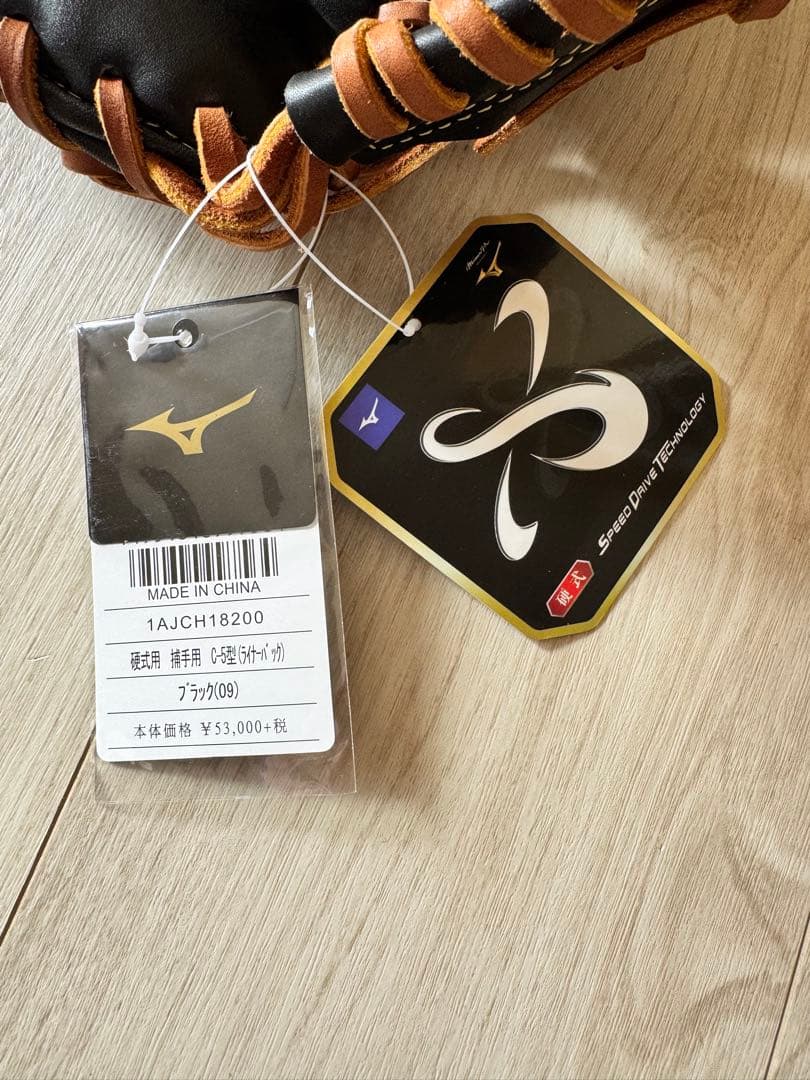 MADE IN CHINA
1AJCH18200
硬式用 捕手用 C-5型(ﾗｲﾅｰﾊﾞｯｸ)
ﾌﾞﾗｯｸ(09)
本体価格 ￥53,000+税
SPEED DRIVE TECHNOLOGY
硬式